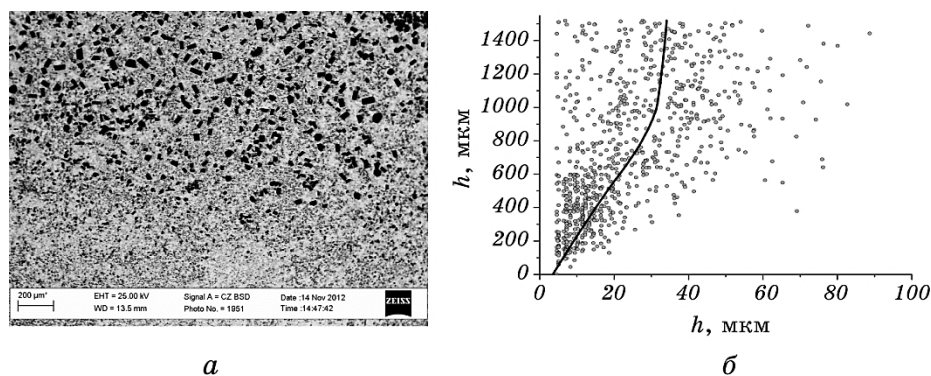 200 µm*
EHT = 25.00 kV
WD = 13.5 mm
Signal A = CZ BSD
Photo No. = 1951
Date :14 Nov 2012
Time :14:47:42
ZEISS
а
h, мкм
1400
1200
1000
800
600
400
200
0
0 20 40 60 80 100
h, мкм
б